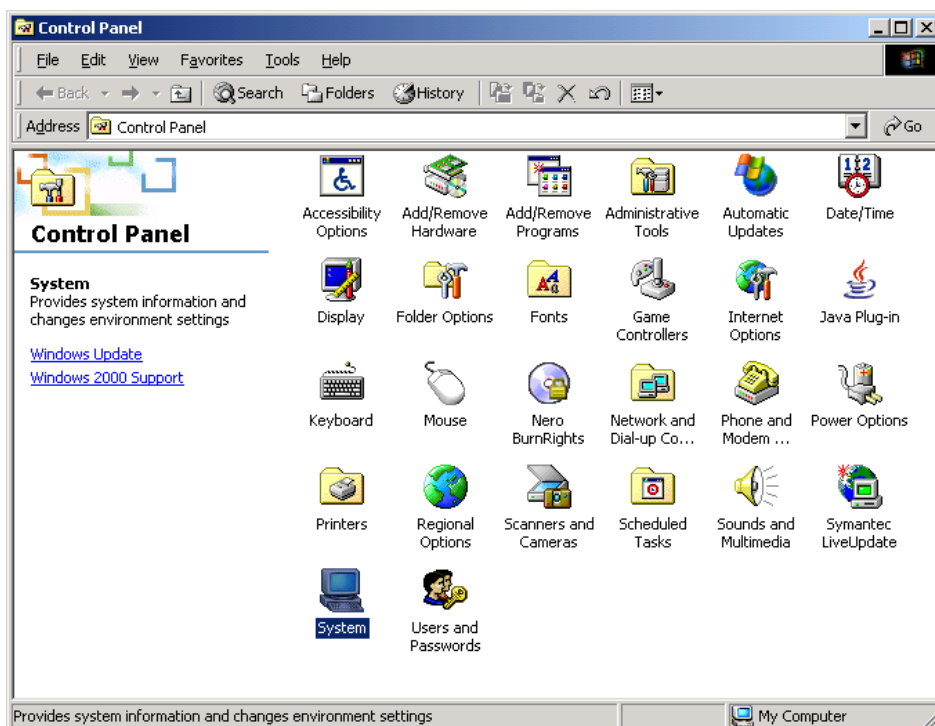 Control Panel
File Edit View Favorites Tools Help
Back Search Folders History
Address Control Panel Go
Control Panel
System
Provides system information and
changes environment settings
Windows Update
Windows 2000 Support
Accessibility
Options
Add/Remove
Hardware
Add/Remove
Programs
Administrative
Tools
Automatic
Updates
Date/Time
Display
Folder Options
Fonts
Game
Controllers
Internet
Options
Java Plug-in
Keyboard
Mouse
Nero
BurnRights
Network and
Dial-up Co...
Phone and
Modem ...
Power Options
Printers
Regional
Options
Scanners and
Cameras
Scheduled
Tasks
Sounds and
Multimedia
Symantec
LiveUpdate
System
Users and
Passwords
Provides system information and changes environment settings
My Computer